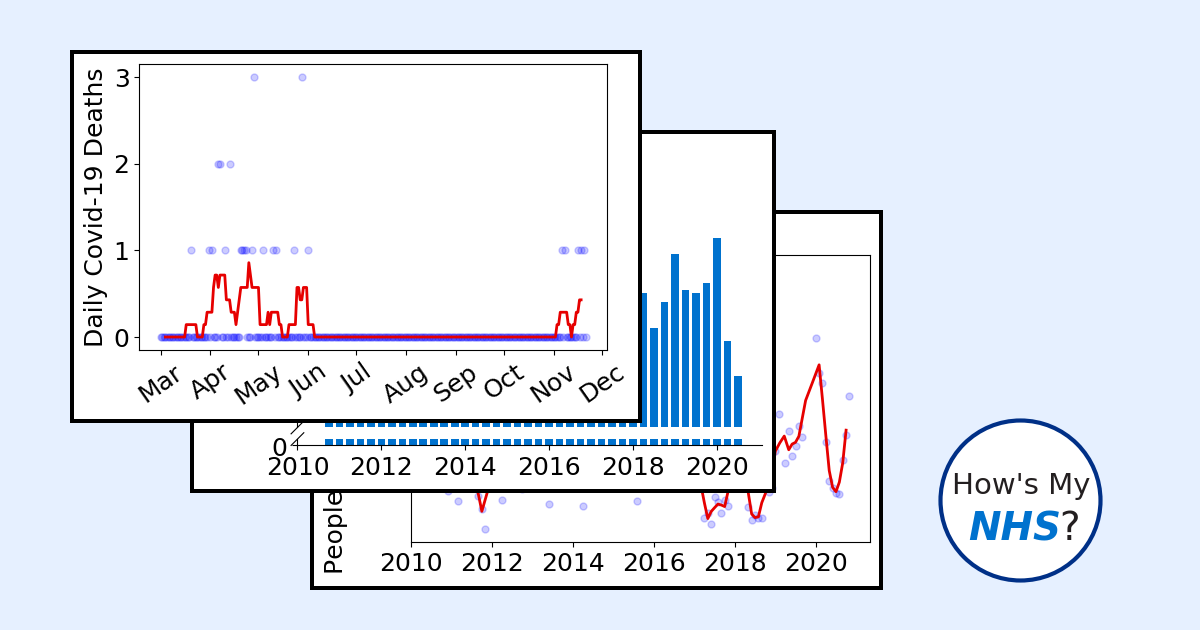 Daily Covid-19 Deaths
3
2
1
0
Mar Apr May Jun Jul Aug Sep Oct Nov Dec
0
2010 2012 2014 2016 2018 2020
People
2010 2012 2014 2016 2018 2020
How's My
NHS?